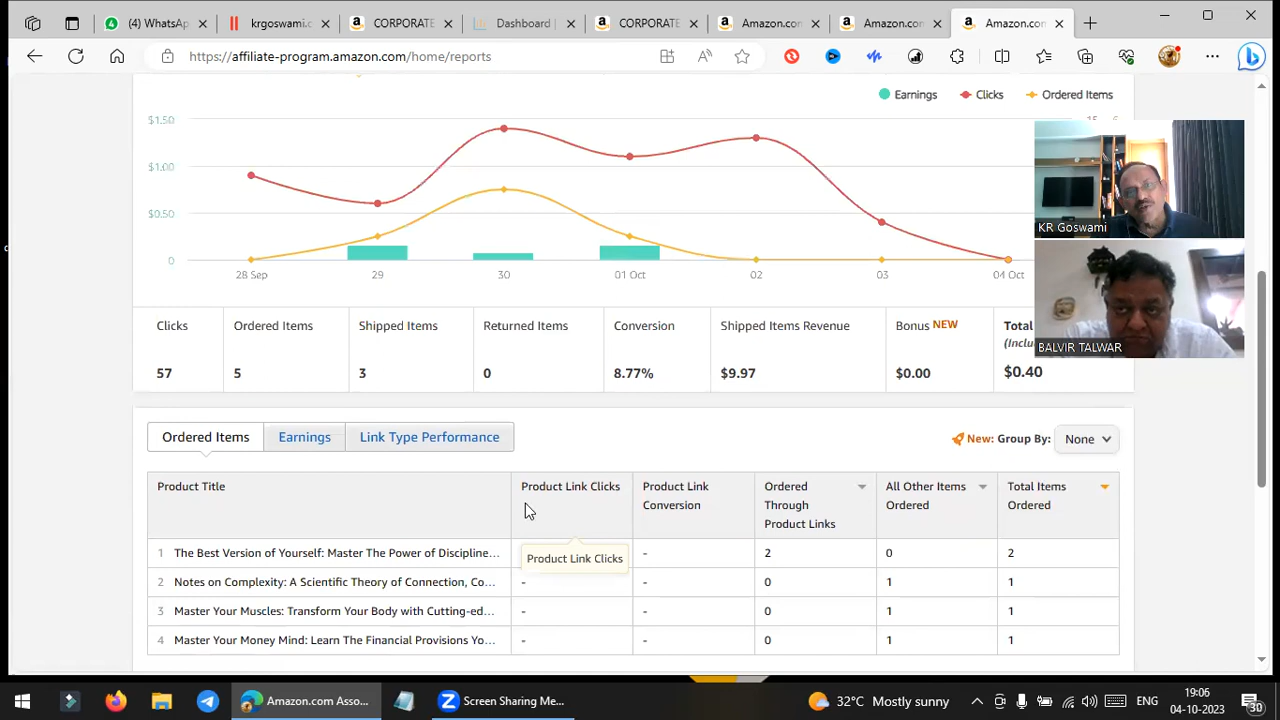 (4) WhatsAp
krgoswami.c
CORPORATE
Dashboard |
CORPORATE
Amazon.co
Amazon.co
Amazon.co
https://affiliate-program.amazon.com/home/reports
Earnings
Clicks
Ordered Items
$1.50
$1.00
$0.50
0
15
6
28 Sep
29
30
01 Oct
02
03
04 Oct
KR Goswami
BALVIR TALWAR
Clicks
57
Ordered Items
5
Shipped Items
3
Returned Items
0
Conversion
8.77%
Shipped Items Revenue
$9.97
Bonus NEW
$0.00
Total
(Inclu
$0.40
Ordered Items
Earnings
Link Type Performance
New: Group By:
None
Product Title
Product Link Clicks
Product Link
Conversion
Ordered
Through
Product Links
All Other Items
Ordered
Total Items
Ordered
1 The Best Version of Yourself: Master The Power of Discipline... - 2 0 2
Product Link Clicks
2 Notes on Complexity: A Scientific Theory of Connection, Co... - - 0 1 1
3 Master Your Muscles: Transform Your Body with Cutting-ed... - - 0 1 1
4 Master Your Money Mind: Learn The Financial Provisions Yo... - - 0 1 1
Amazon.com Asso...
Screen Sharing Me...
32°C Mostly sunny
ENG
19:06
04-10-2023
30